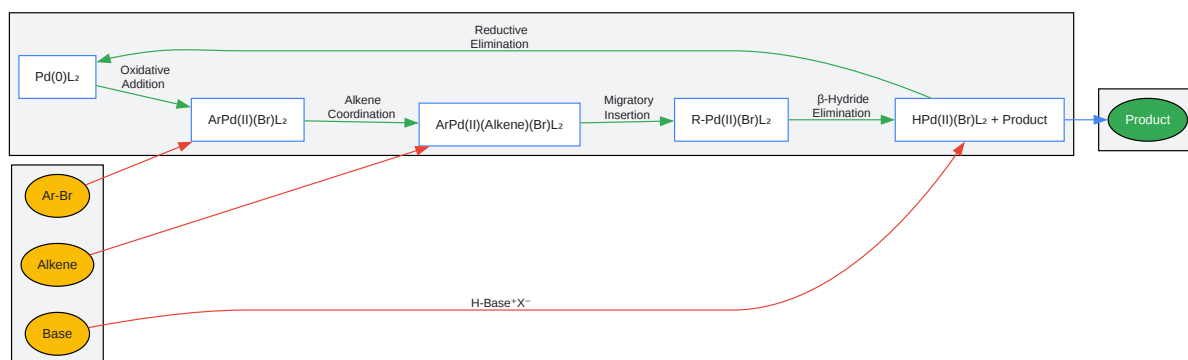 Reductive
Elimination
Pd(0)L₂
Oxidative
Addition
ArPd(II)(Br)L₂
Alkene
Coordination
ArPd(II)(Alkene)(Br)L₂
Migratory
Insertion
R-Pd(II)(Br)L₂
β-Hydride
Elimination
HPd(II)(Br)L₂ + Product
Product
Ar-Br
Alkene
Base
H-Base⁺X⁻